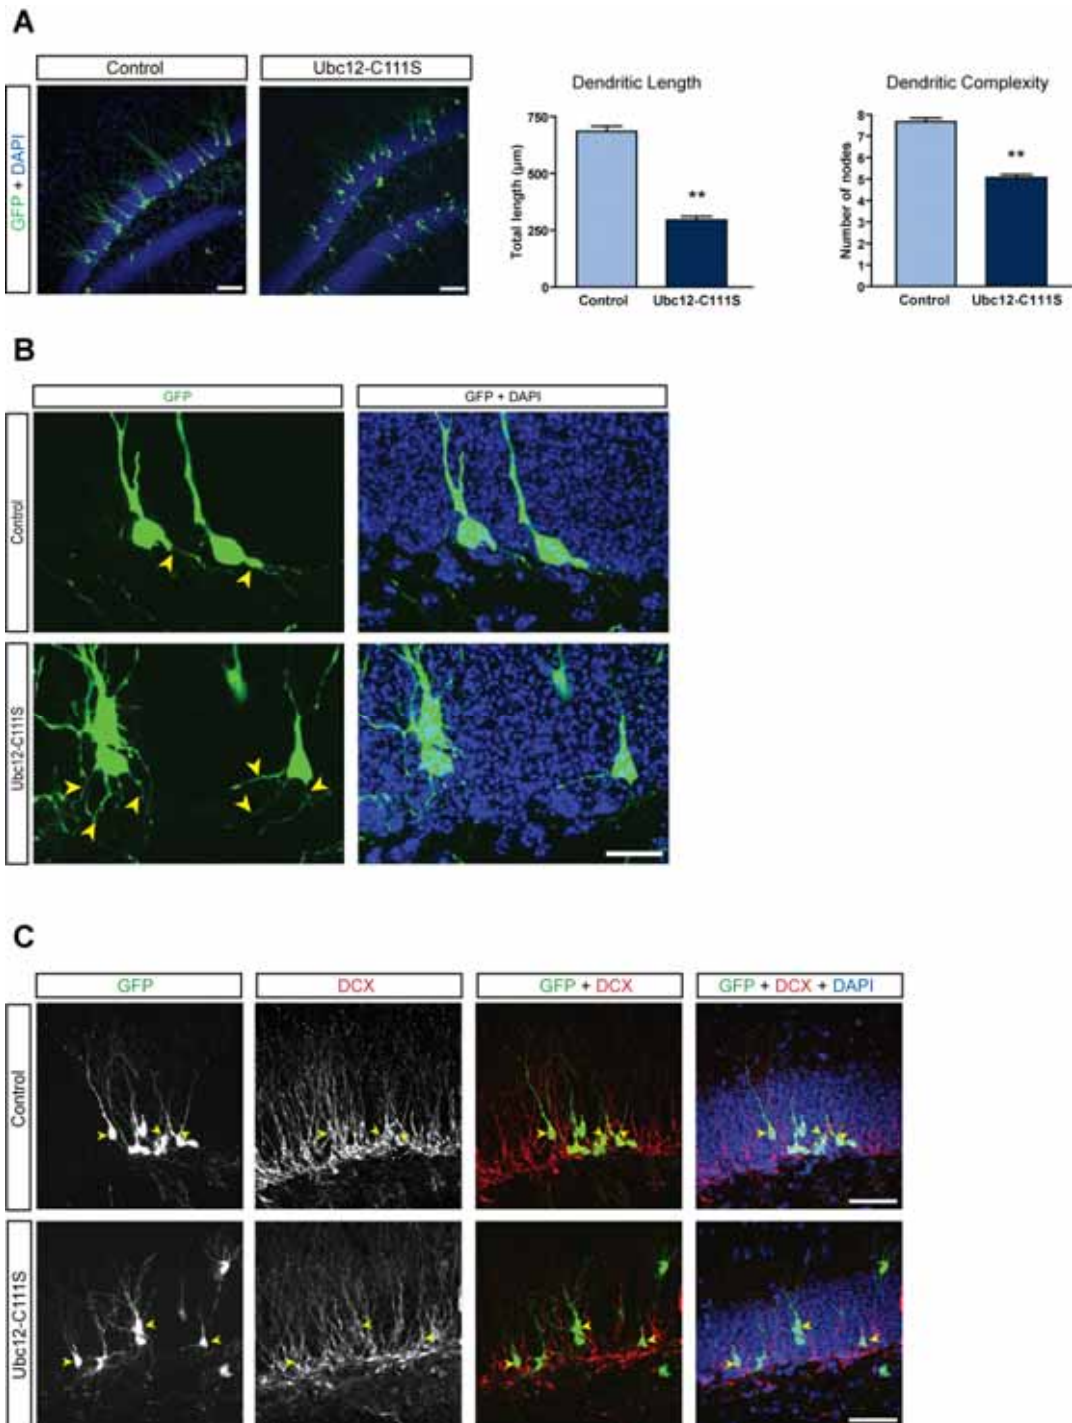 A
Control
Ubc12-C111S
GFP + DAPI
Dendritic Length
Total length (µm)
750
500
250
0
**
Control
Ubc12-C111S
Dendritic Complexity
Number of nodes
8
7
6
5
4
3
2
1
0
**
Control
Ubc12-C111S
B
GFP
GFP + DAPI
Control
Ubc12-C111S
C
GFP
DCX
GFP + DCX
GFP + DCX + DAPI
Control
Ubc12-C111S